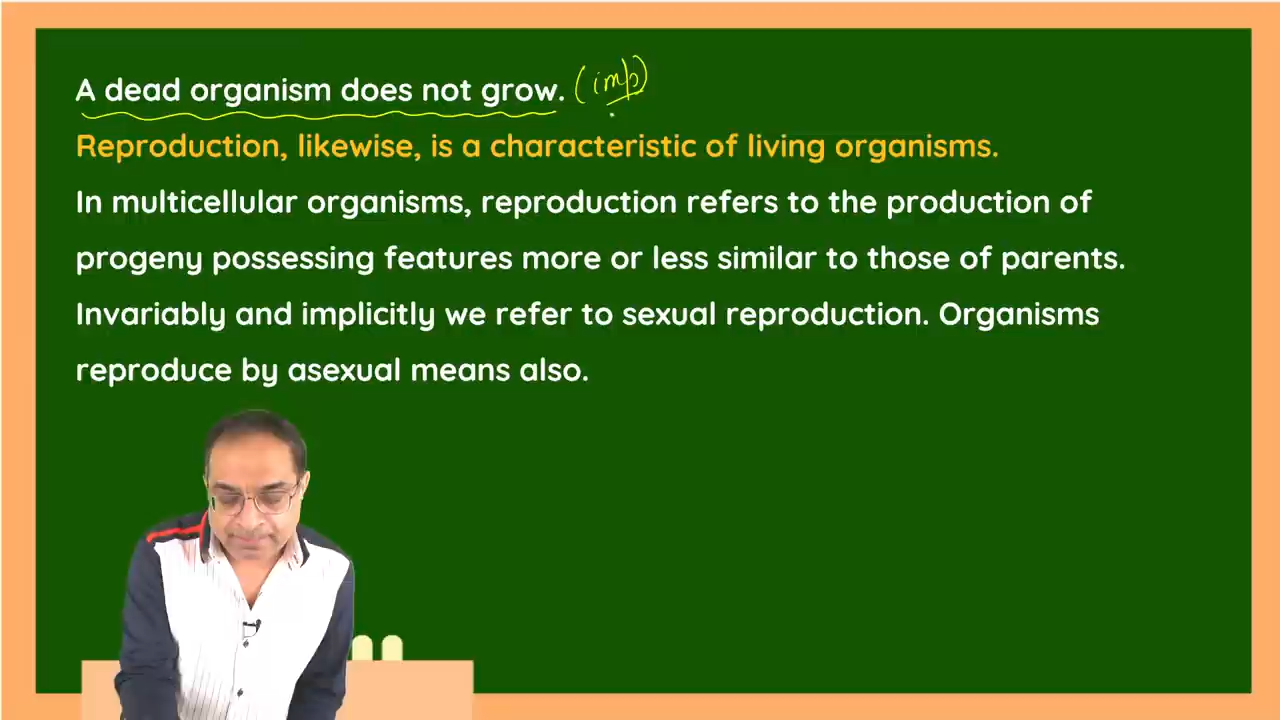 A dead organism does not grow. (imp)
Reproduction, likewise, is a characteristic of living organisms.
In multicellular organisms, reproduction refers to the production of
progeny possessing features more or less similar to those of parents.
Invariably and implicitly we refer to sexual reproduction. Organisms
reproduce by asexual means also.